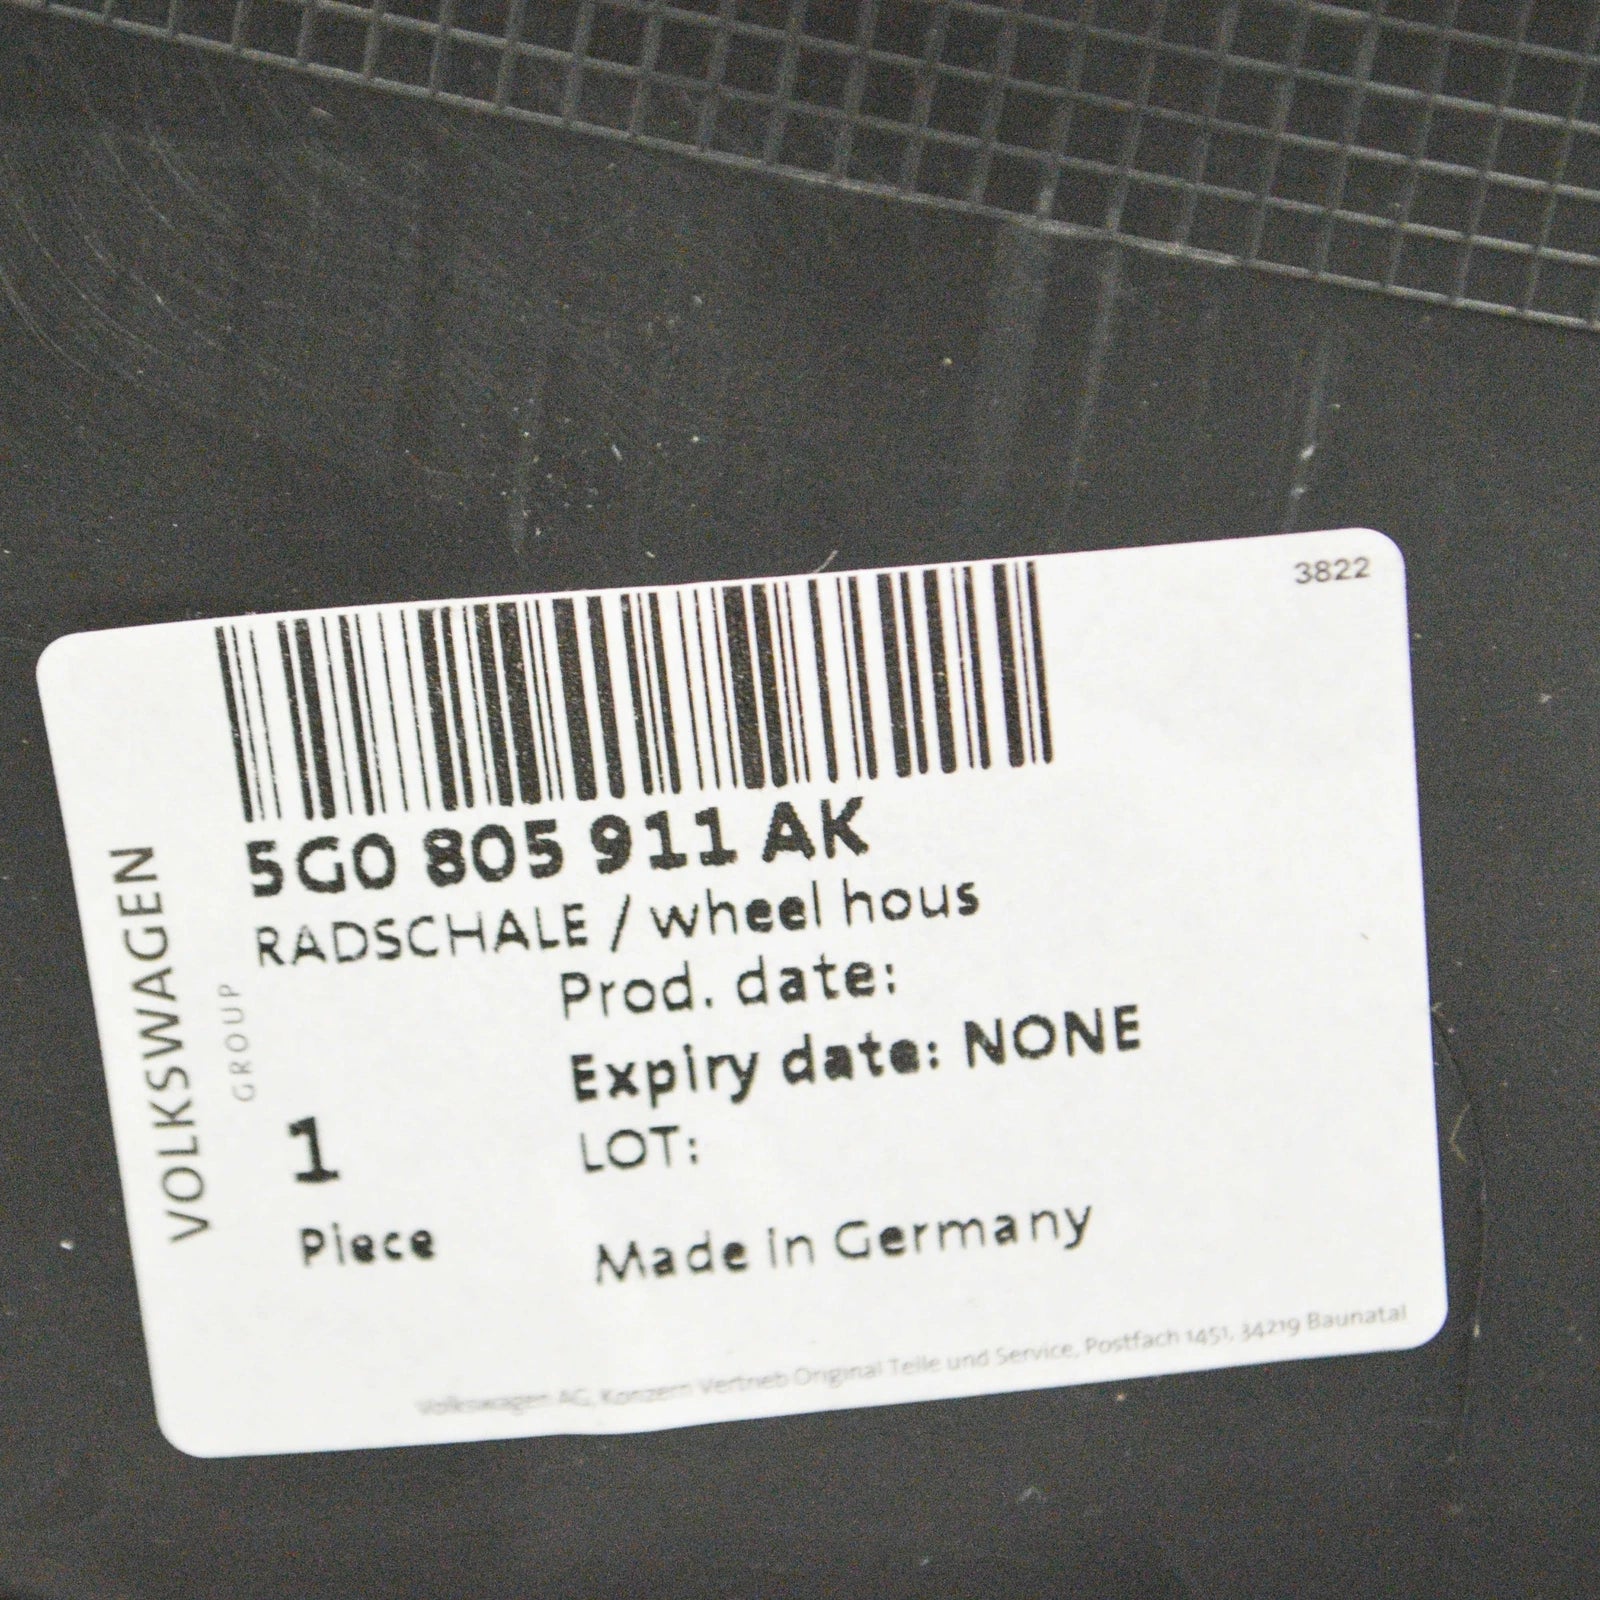 3822
5G0 805 911 AK
RADSCHALE / wheel hous
Prod. date:
Expiry date: NONE
LOT:
1
Piece
Made in Germany
VOLKSWAGEN
GROUP
Volkswagen AG, Konzern Vertrieb Original Teile und Service, Postfach 1451, 34219 Baunatal